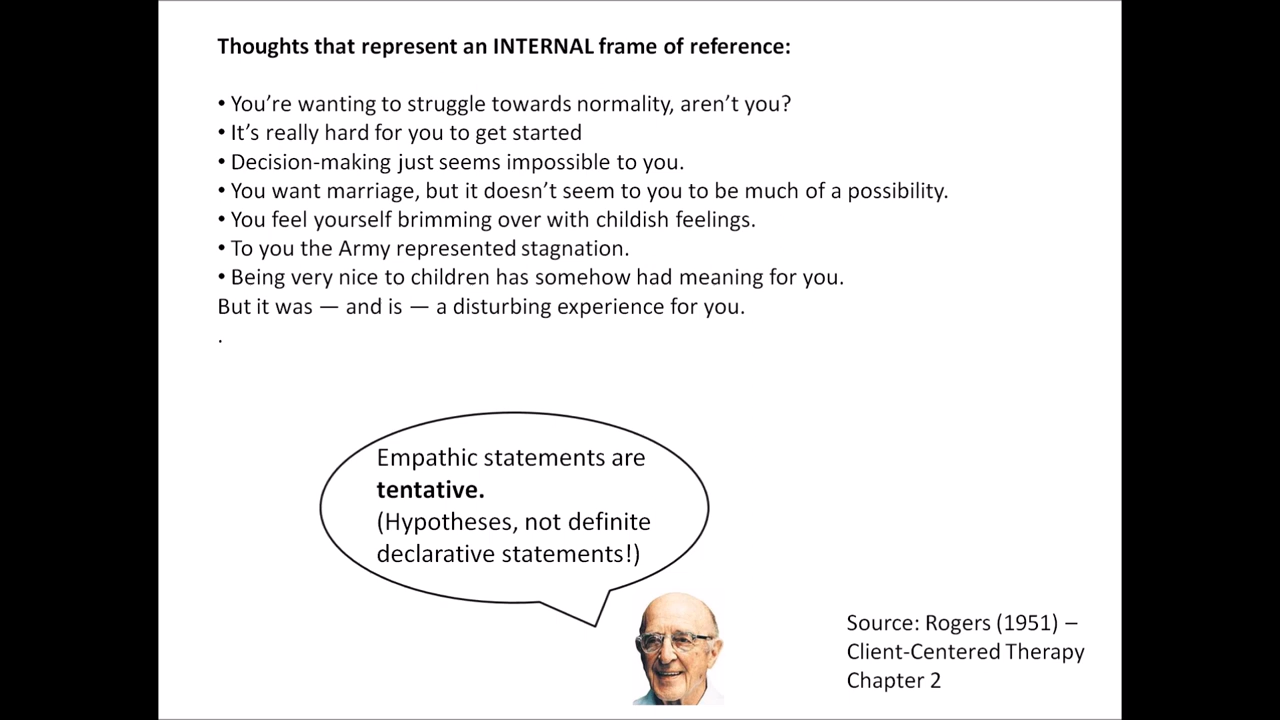 Thoughts that represent an INTERNAL frame of reference:
• You’re wanting to struggle towards normality, aren’t you?
• It’s really hard for you to get started
• Decision-making just seems impossible to you.
• You want marriage, but it doesn’t seem to you to be much of a possibility.
• You feel yourself brimming over with childish feelings.
• To you the Army represented stagnation.
• Being very nice to children has somehow had meaning for you.
But it was — and is — a disturbing experience for you.
.
Empathic statements are
tentative.
(Hypotheses, not definite
declarative statements!)
Source: Rogers (1951) –
Client-Centered Therapy
Chapter 2